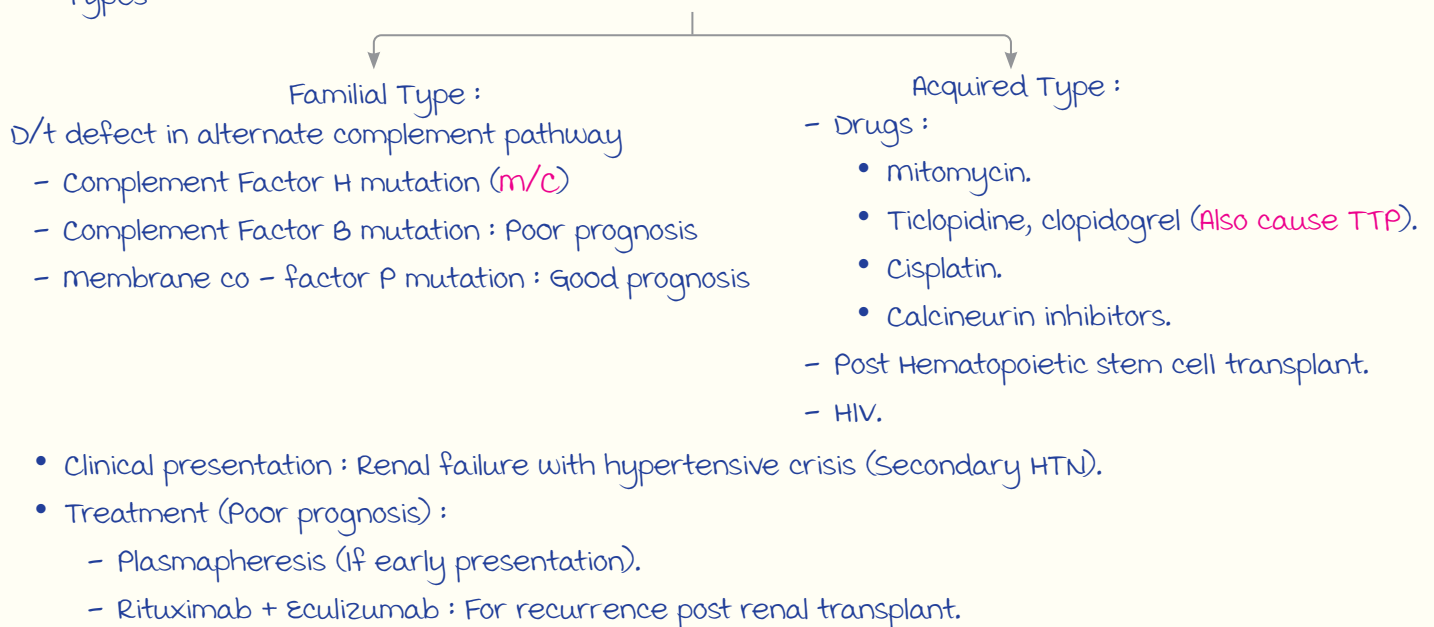 Types
Familial Type :
D/t defect in alternate complement pathway
- Complement Factor H mutation (m/C)
- Complement Factor B mutation : Poor prognosis
- Membrane co - factor P mutation : Good prognosis
Acquired Type :
- Drugs :
• Mitomycin.
• Ticlopidine, clopidogrel (Also cause TTP).
• Cisplatin.
• Calcineurin inhibitors.
- Post Hematopoietic stem cell transplant.
- HIV.
• Clinical presentation : Renal failure with hypertensive crisis (Secondary HTN).
• Treatment (Poor prognosis) :
- Plasmapheresis (If early presentation).
- Rituximab + Eculizumab : For recurrence post renal transplant.